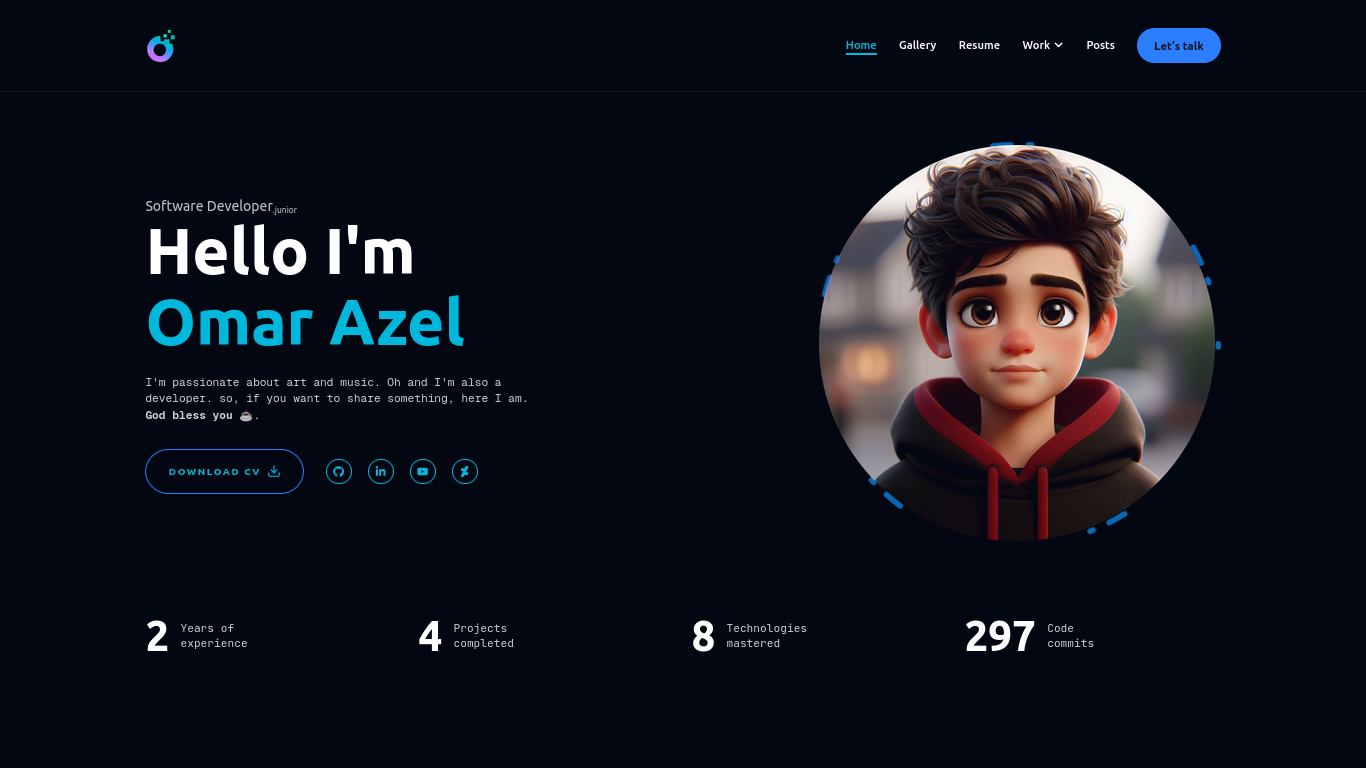 Home Gallery Resume Work Posts Let's talk
Software Developer.junior
Hello I'm
Omar Azel
I'm passionate about art and music. Oh and I'm also a
developer. so, if you want to share something, here I am.
God bless you ☕.
DOWNLOAD CV
2 Years of
experience
4 Projects
completed
8 Technologies
mastered
297 Code
commits